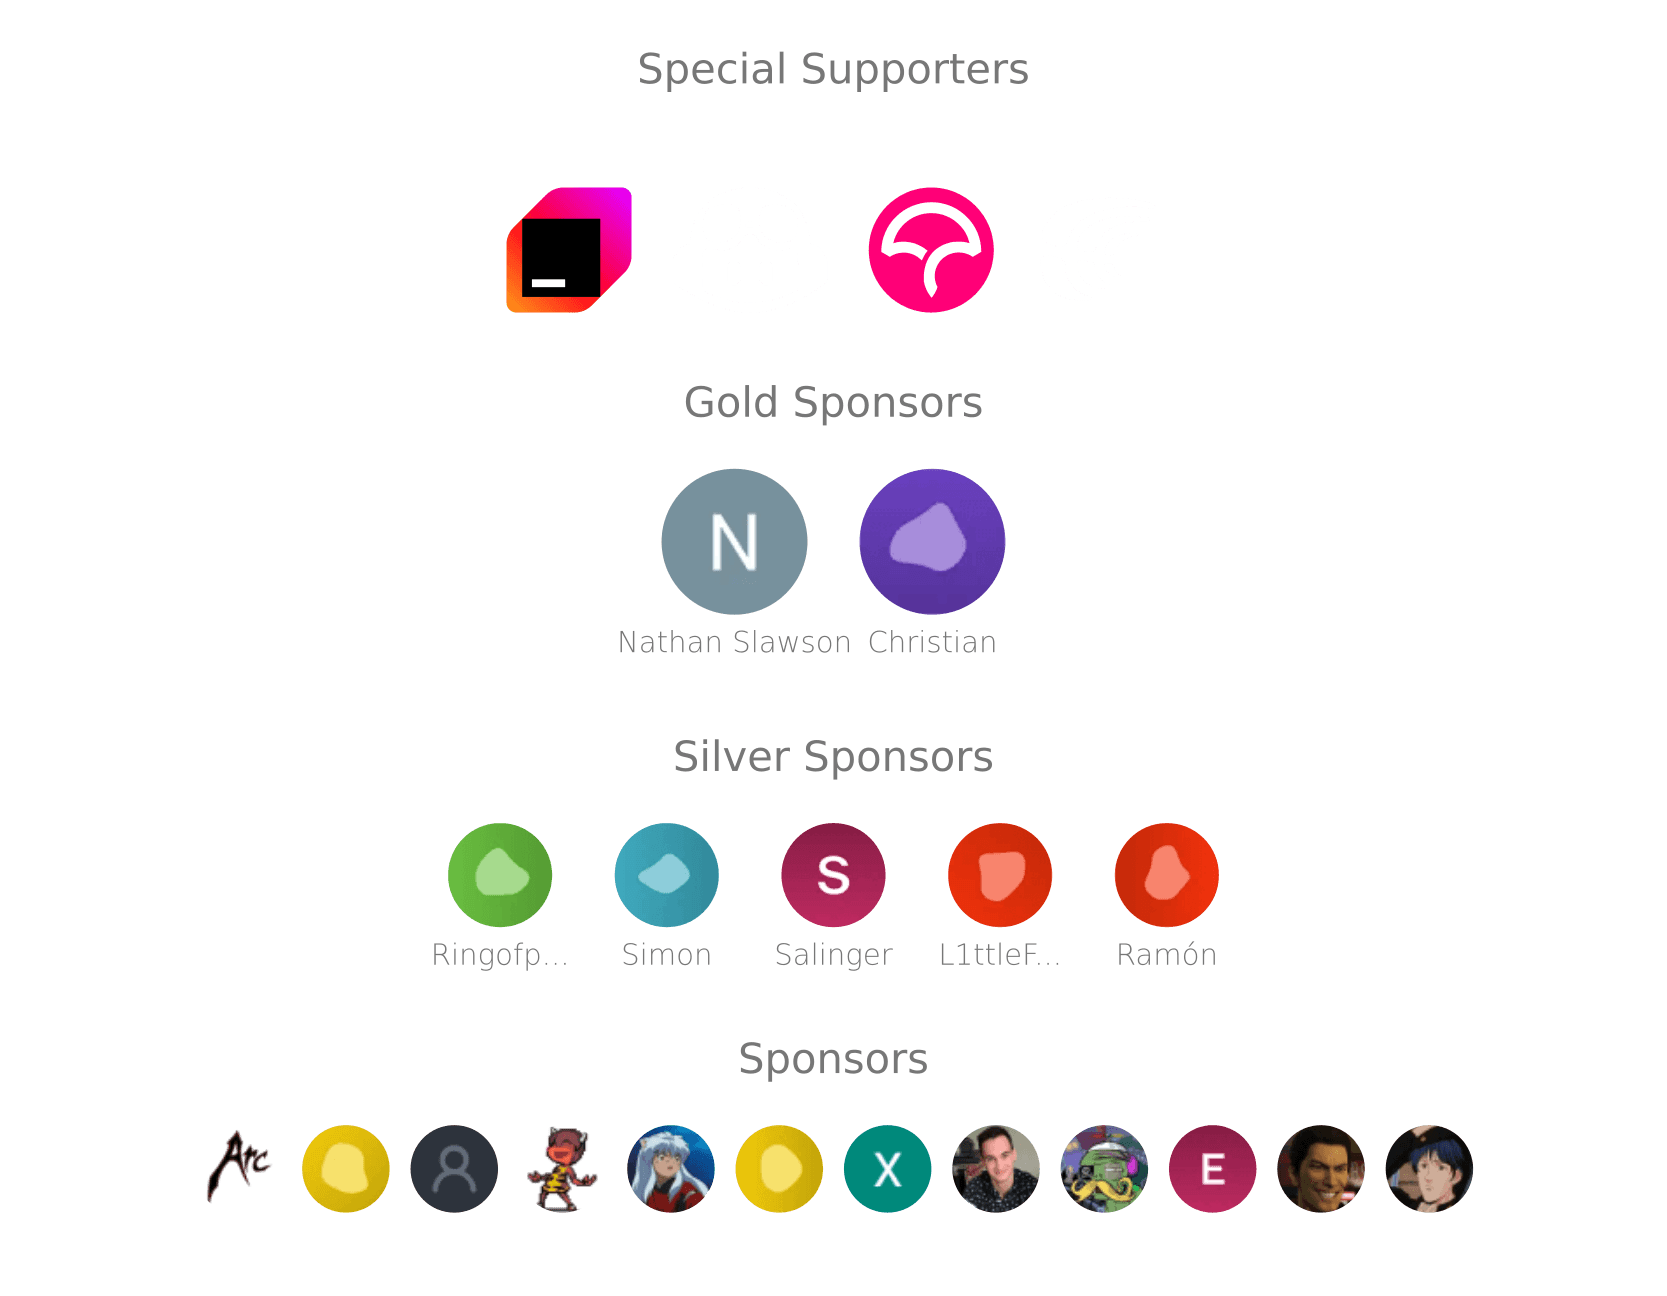 Special Supporters
Gold Sponsors
N
Nathan Slawson Christian
Silver Sponsors
S
Ringofp... Simon Salinger L1ttleF... Ramón
Sponsors
Arc X E